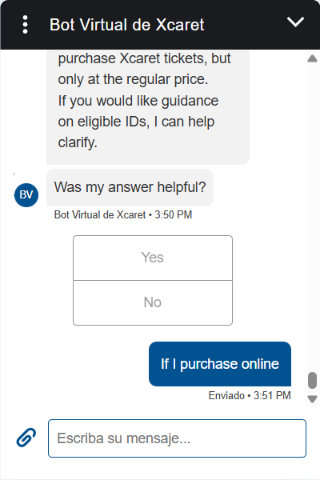 Bot Virtual de Xcaret
purchase Xcaret tickets, but
only at the regular price.
If you would like guidance
on eligible IDs, I can help
clarify.
Was my answer helpful?
BV
Bot Virtual de Xcaret • 3:50 PM
Yes
No
If I purchase online
Enviado • 3:51 PM
Escriba su mensaje...